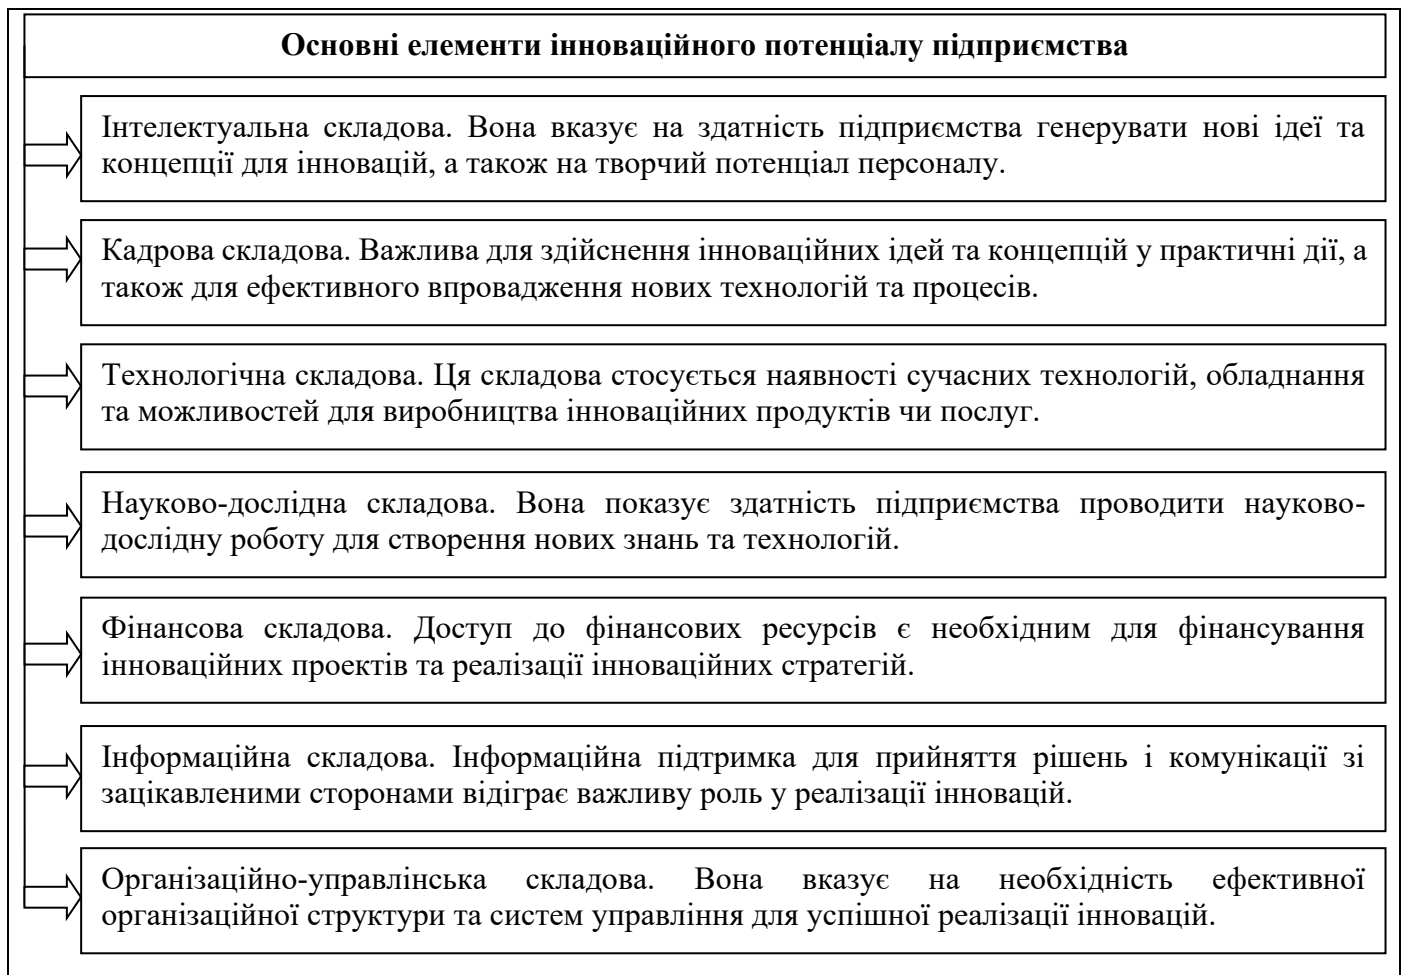 Основні елементи інноваційного потенціалу підприємства
Інтелектуальна складова. Вона вказує на здатність підприємства генерувати нові ідеї та
концепції для інновацій, а також на творчий потенціал персоналу.
Кадрова складова. Важлива для здійснення інноваційних ідей та концепцій у практичні дії, а
також для ефективного впровадження нових технологій та процесів.
Технологічна складова. Ця складова стосується наявності сучасних технологій, обладнання
та можливостей для виробництва інноваційних продуктів чи послуг.
Науково-дослідна складова. Вона показує здатність підприємства проводити науково-
дослідну роботу для створення нових знань та технологій.
Фінансова складова. Доступ до фінансових ресурсів є необхідним для фінансування
інноваційних проектів та реалізації інноваційних стратегій.
Інформаційна складова. Інформаційна підтримка для прийняття рішень і комунікації зі
зацікавленими сторонами відіграє важливу роль у реалізації інновацій.
Організаційно-управлінська складова. Вона вказує на необхідність ефективної
організаційної структури та систем управління для успішної реалізації інновацій.